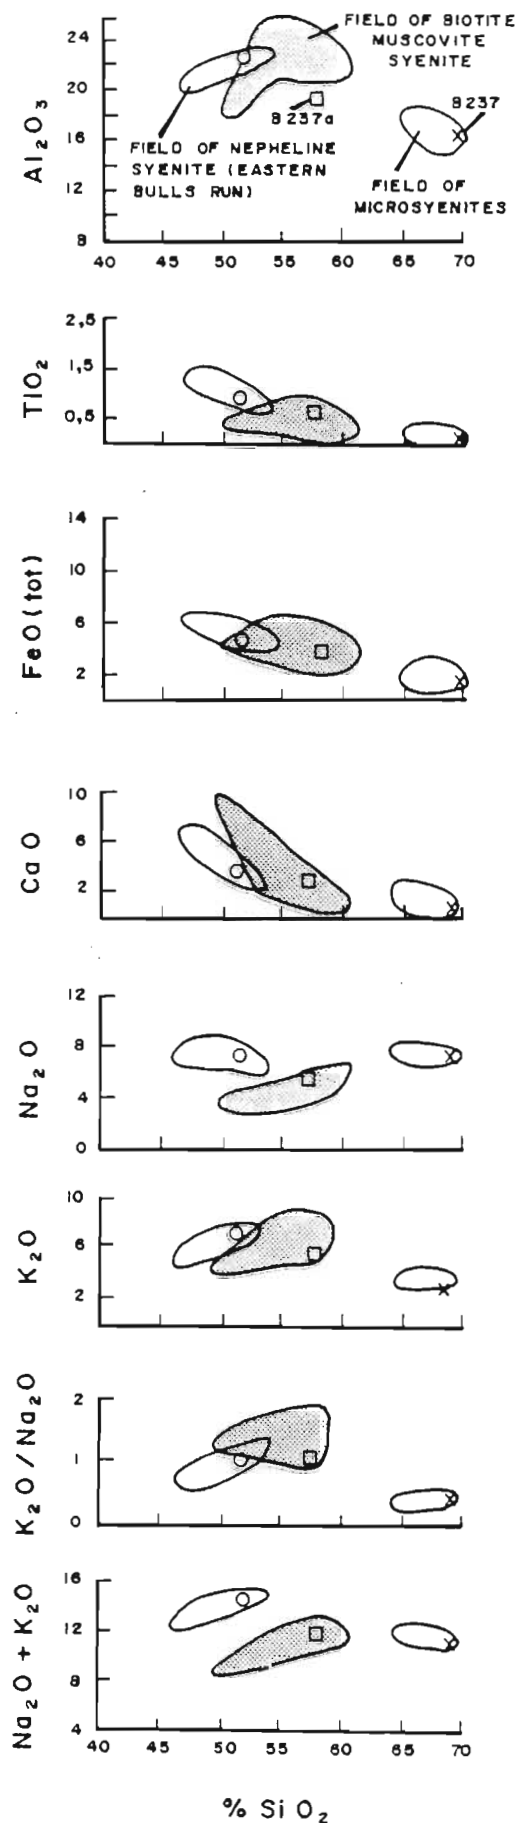 FIELD OF BIOTITE
MUSCOVITE
SYENITE
B237a
B237
FIELD OF NEPHELINE
SYENITE (EASTERN
BULLS RUN)
FIELD OF
MICROSYENITES
Al₂O₃
24
20
16
12
8
40 45 50 55 60 65 70
TiO₂
2,5
1,5
0,5
FeO(tot)
14
10
6
2
CaO
10
6
2
Na₂O
12
8
4
0
K₂O
10
6
2
K₂O/Na₂O
2
1
0
Na₂O + K₂O
16
12
8
4
40 45 50 55 60 65 70
% SiO₂